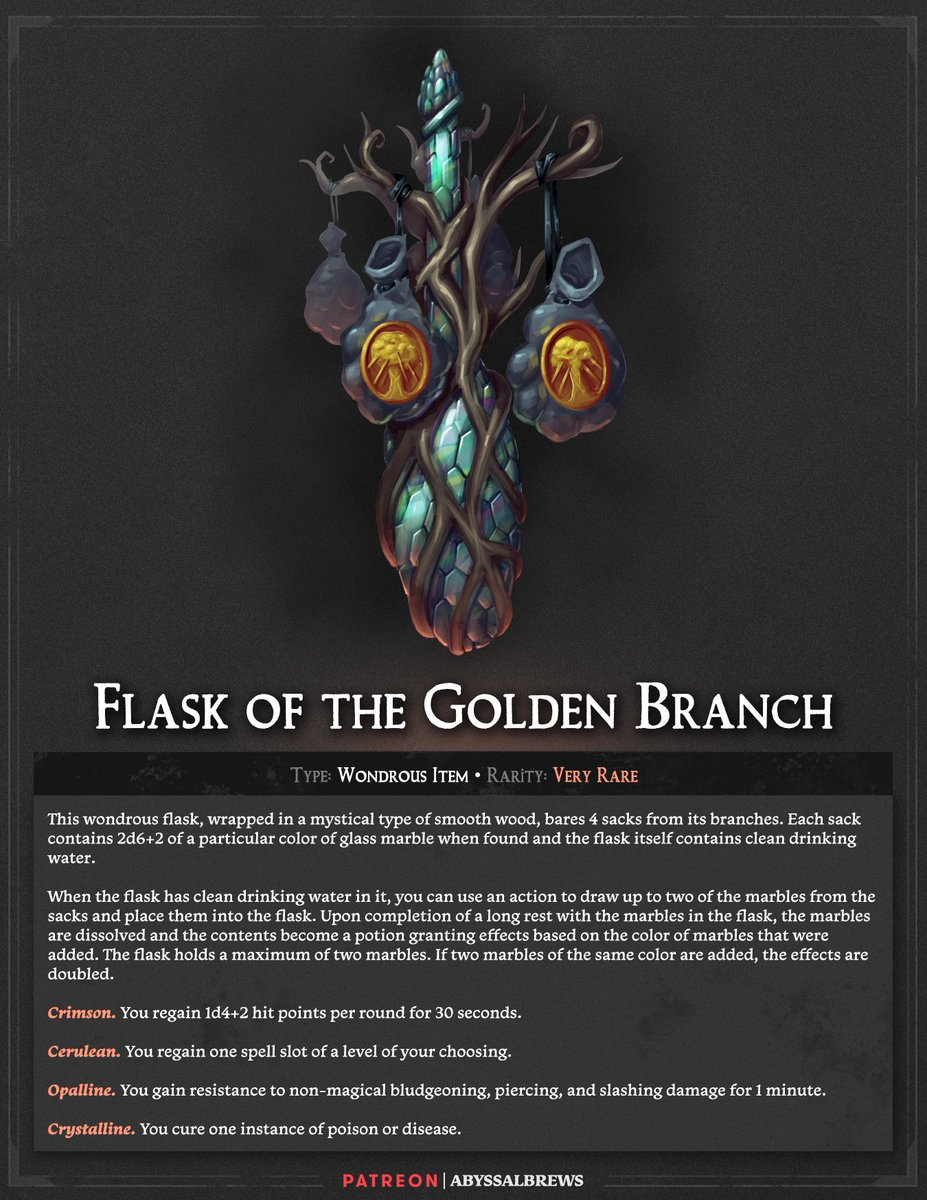 Flask of the Golden Branch
Type: Wondrous Item • Rarity: Very Rare
This wondrous flask, wrapped in a mystical type of smooth wood, bares 4 sacks from its branches. Each sack
contains 2d6+2 of a particular color of glass marble when found and the flask itself contains clean drinking
water.
When the flask has clean drinking water in it, you can use an action to draw up to two of the marbles from the
sacks and place them into the flask. Upon completion of a long rest with the marbles in the flask, the marbles
are dissolved and the contents become a potion granting effects based on the color of marbles that were
added. The flask holds a maximum of two marbles. If two marbles of the same color are added, the effects are
doubled.
Crimson. You regain 1d4+2 hit points per round for 30 seconds.
Cerulean. You regain one spell slot of a level of your choosing.
Opalline. You gain resistance to non-magical bludgeoning, piercing, and slashing damage for 1 minute.
Crystalline. You cure one instance of poison or disease.
PATREON | ABYSSALBREWS